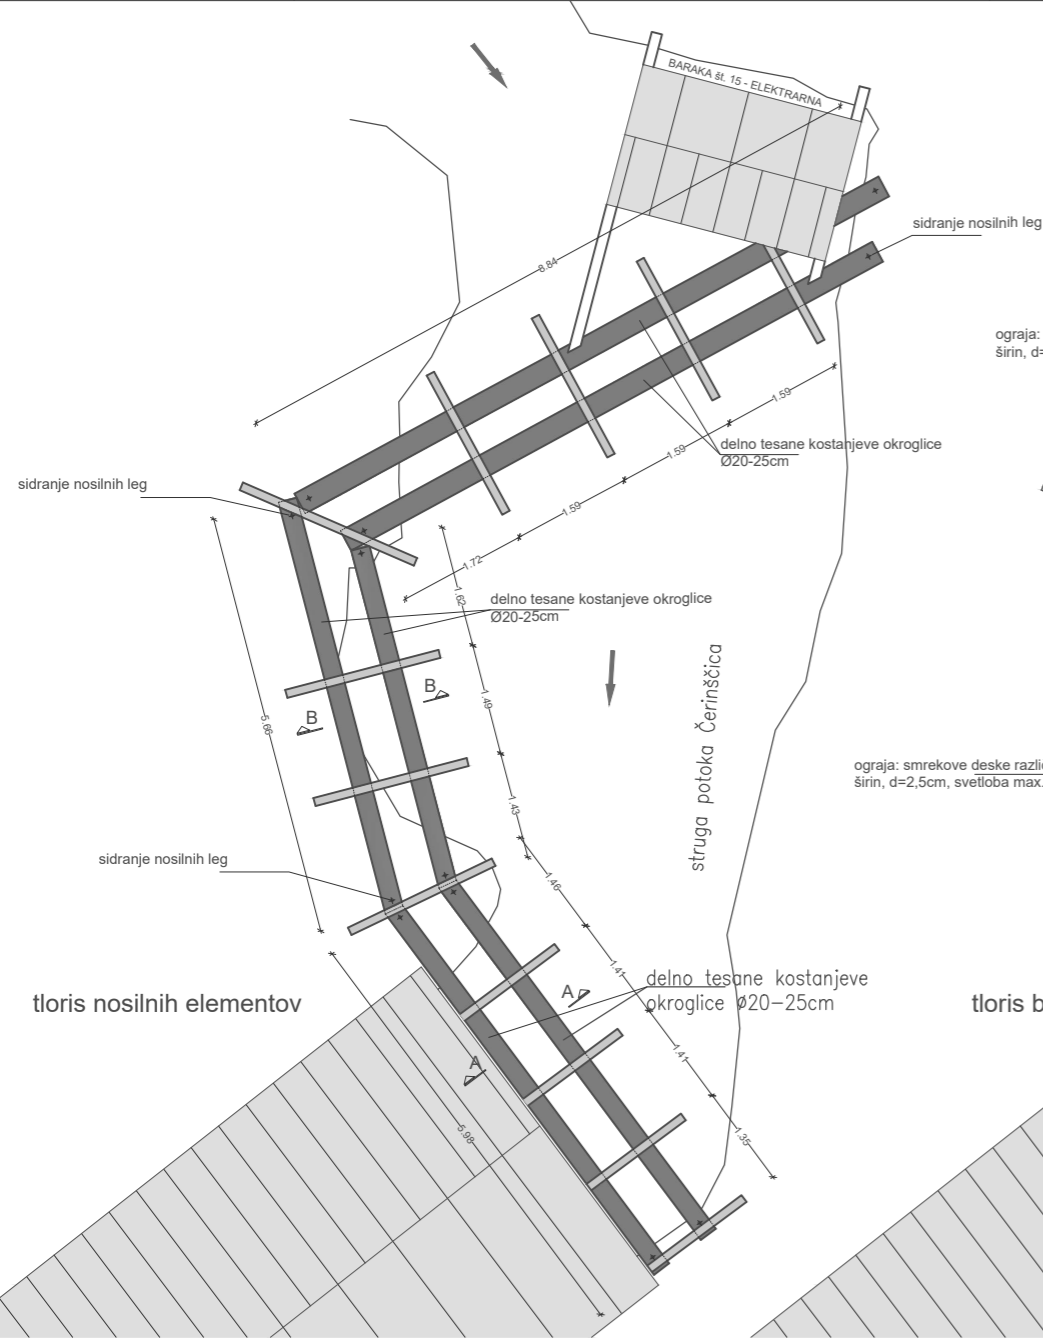 BARAKA št. 15 - ELEKTRARNA
sidranje nosilnih leg
8.84
ograja:
širin, d=
1.59
delno tesane kostanjeve okroglice
Ø20-25cm
1.59
sidranje nosilnih leg
1.59
1.72
1.62
delno tesane kostanjeve okroglice
Ø20-25cm
B
B
1.49
5.66
struga potoka Čerinščica
ograja: smrekove deske razli
širin, d=2,5cm, svetloba max.
1.43
sidranje nosilnih leg
1.46
1.41
delno tesane kostanjeve
okroglice Ø20-25cm
A
tloris nosilnih elementov
tloris b
A
1.41
5.98
1.35